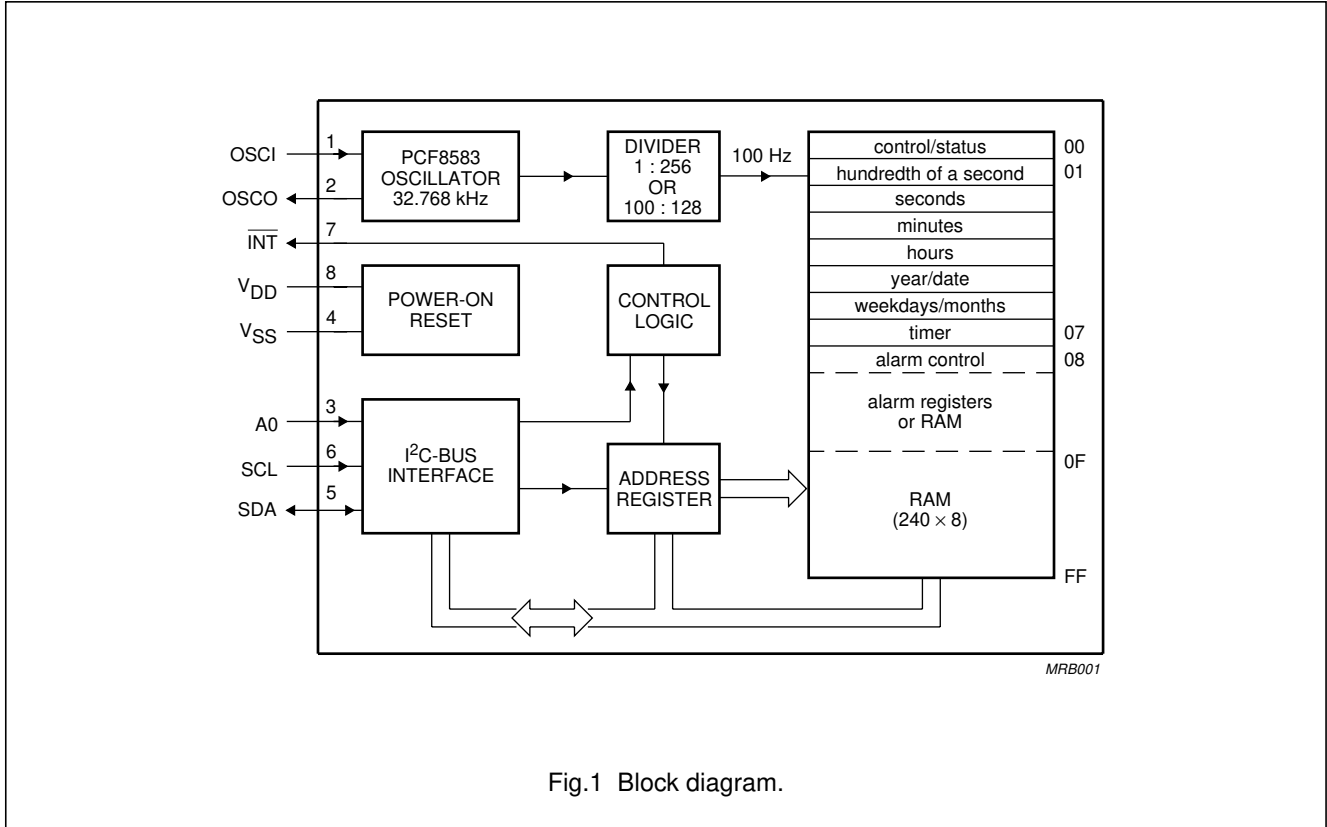 OSCI
1
OSCO
2
INT
7
VDD
8
VSS
4
A0
3
SCL
6
SDA
5
PCF8583
OSCILLATOR
32.768 kHz
POWER-ON
RESET
I²C-BUS
INTERFACE
DIVIDER
1 : 256
OR
100 : 128
100 Hz
CONTROL
LOGIC
ADDRESS
REGISTER
control/status
00
hundredth of a second
01
seconds
minutes
hours
year/date
weekdays/months
timer
07
alarm control
08
alarm registers
or RAM
0F
RAM
(240 × 8)
FF
MRB001
Fig.1 Block diagram.